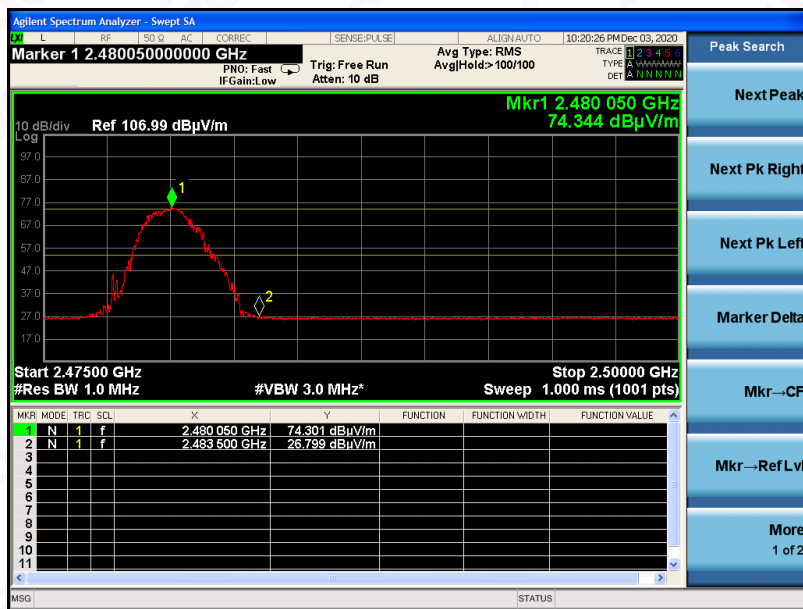 Agilent Spectrum Analyzer - Swept SA
LXI L RF 50 Ω AC CORREC SENSE:PULSE ALIGN AUTO 10:20:26 PM Dec 03, 2020
Marker 1 2.480050000000 GHz
PNO: Fast
IFGain:Low
Trig: Free Run
Atten: 10 dB
Avg Type: RMS
Avg|Hold:>100/100
TRACE 1 2 3 4 5 6
TYPE A WWWWW
DET A N N N N N
Mkr1 2.480 050 GHz
74.344 dBµV/m
10 dB/div Ref 106.99 dBµV/m
Log
97.0
87.0
77.0
67.0
57.0
47.0
37.0
27.0
17.0
1
2
Start 2.47500 GHz Stop 2.50000 GHz
#Res BW 1.0 MHz #VBW 3.0 MHz* Sweep 1.000 ms (1001 pts)
MKR MODE TRC SCL X Y FUNCTION FUNCTION WIDTH FUNCTION VALUE
1 N 1 f 2.480 050 GHz 74.301 dBµV/m
2 N 1 f 2.483 500 GHz 26.799 dBµV/m
3
4
5
6
7
8
9
10
11
MSG STATUS
Peak Search
Next Peak
Next Pk Right
Next Pk Left
Marker Delta
Mkr→CF
Mkr→Ref Lvl
More
1 of 2